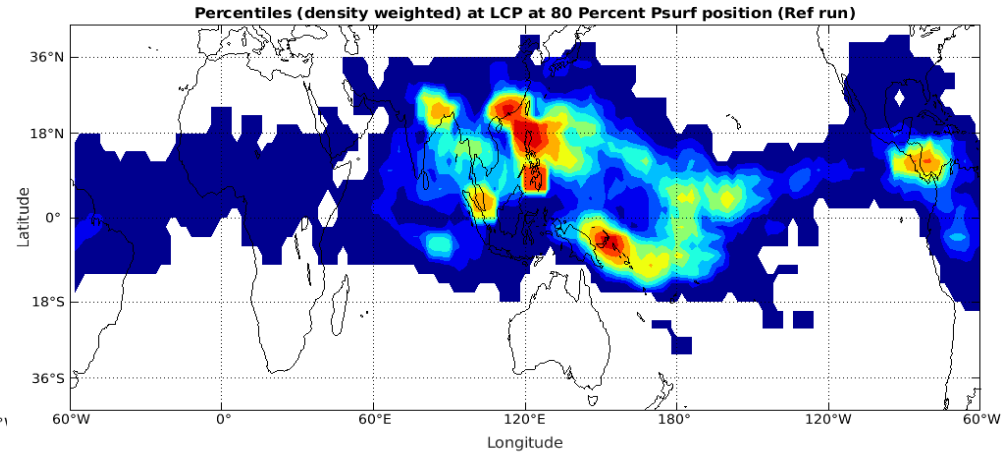 Percentiles (density weighted) at LCP at 80 Percent Psurf position (Ref run)
36°N
18°N
0°
18°S
36°S
Latitude
60°W 0° 60°E 120°E 180° 120°W 60°W
Longitude